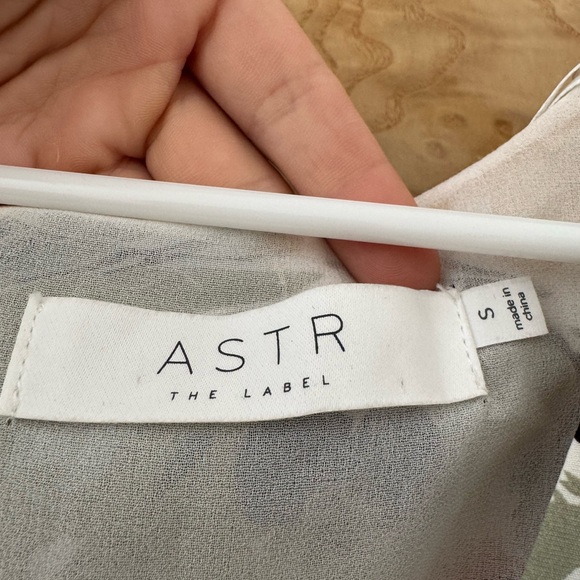 ASTR
THE LABEL
S
made in
china